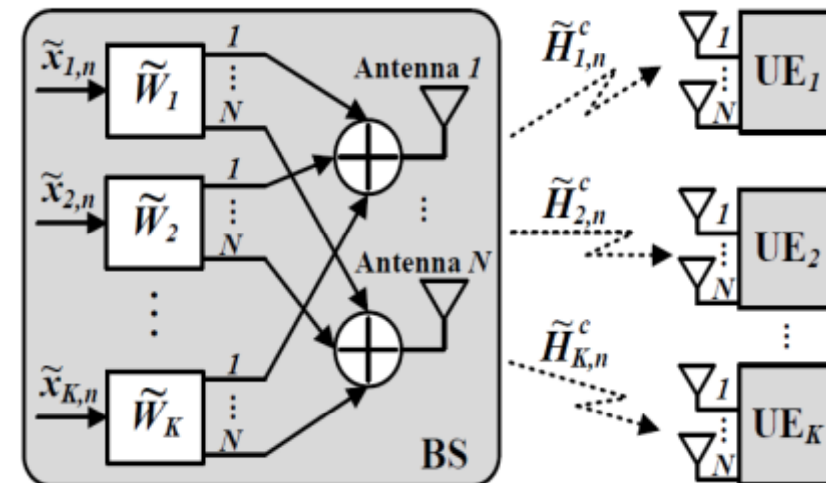 x̃1,n
W̃1
1
⋮
N
Antenna 1
H̃ᶜ1,n
1
⋮
N
UE1
x̃2,n
W̃2
1
⋮
N
⋮
H̃ᶜ2,n
1
⋮
N
UE2
Antenna N
⋮
⋮
x̃K,n
W̃K
1
⋮
N
BS
H̃ᶜK,n
1
⋮
N
UEK